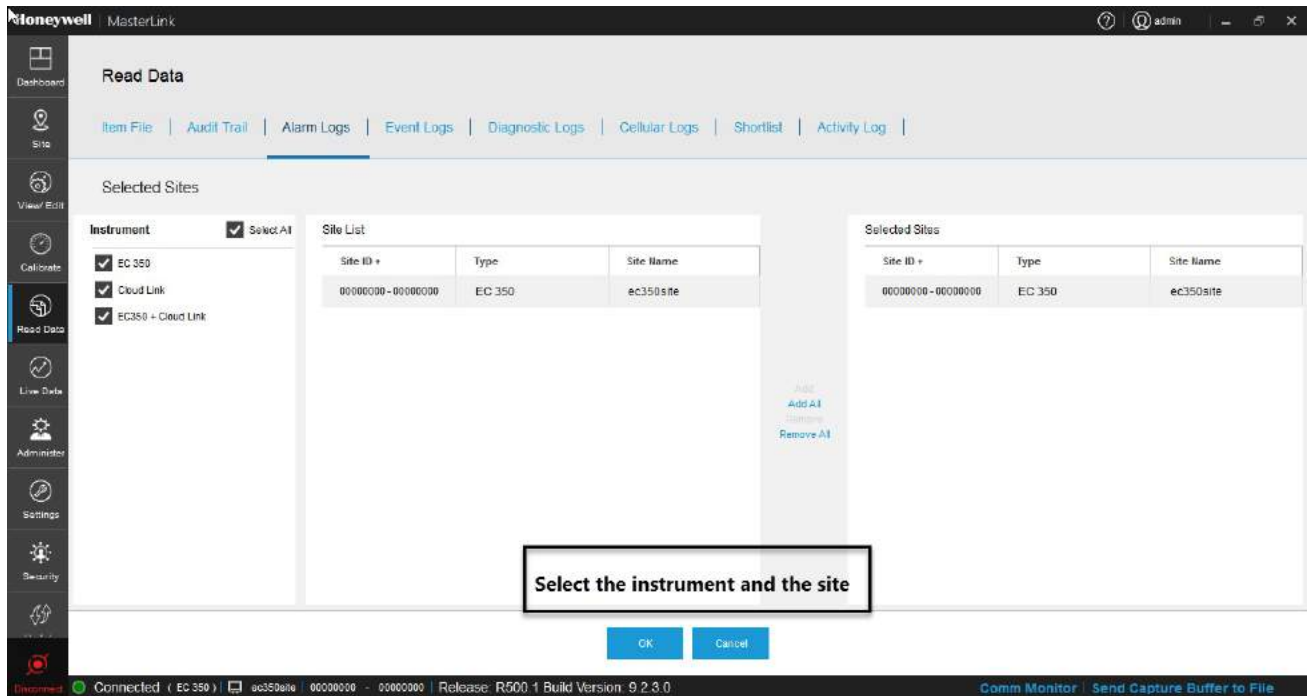 Honeywell | MasterLink
admin
Dashboard
Read Data
Item File | Audit Trail | Alarm Logs | Event Logs | Diagnostic Logs | Cellular Logs | Shortlist | Activity Log |
Site
View/ Edit
Selected Sites
Instrument Select All
Site List
Selected Sites
Calibrate
EC 350
Cloud Link
EC350 + Cloud Link
Site ID Type Site Name
00000000-00000000 EC 350 ec350site
Site ID Type Site Name
00000000-00000000 EC 350 ec350site
Read Data
Live Data
Add
Add All
Remove
Remove All
Administer
Settings
Security
Select the instrument and the site
OK Cancel
Disconnect
Connected ( EC 350 ) | ec350site | 00000000 - 00000000 | Release: R500.1 Build Version: 9.2.3.0
Comm Monitor | Send Capture Buffer to File